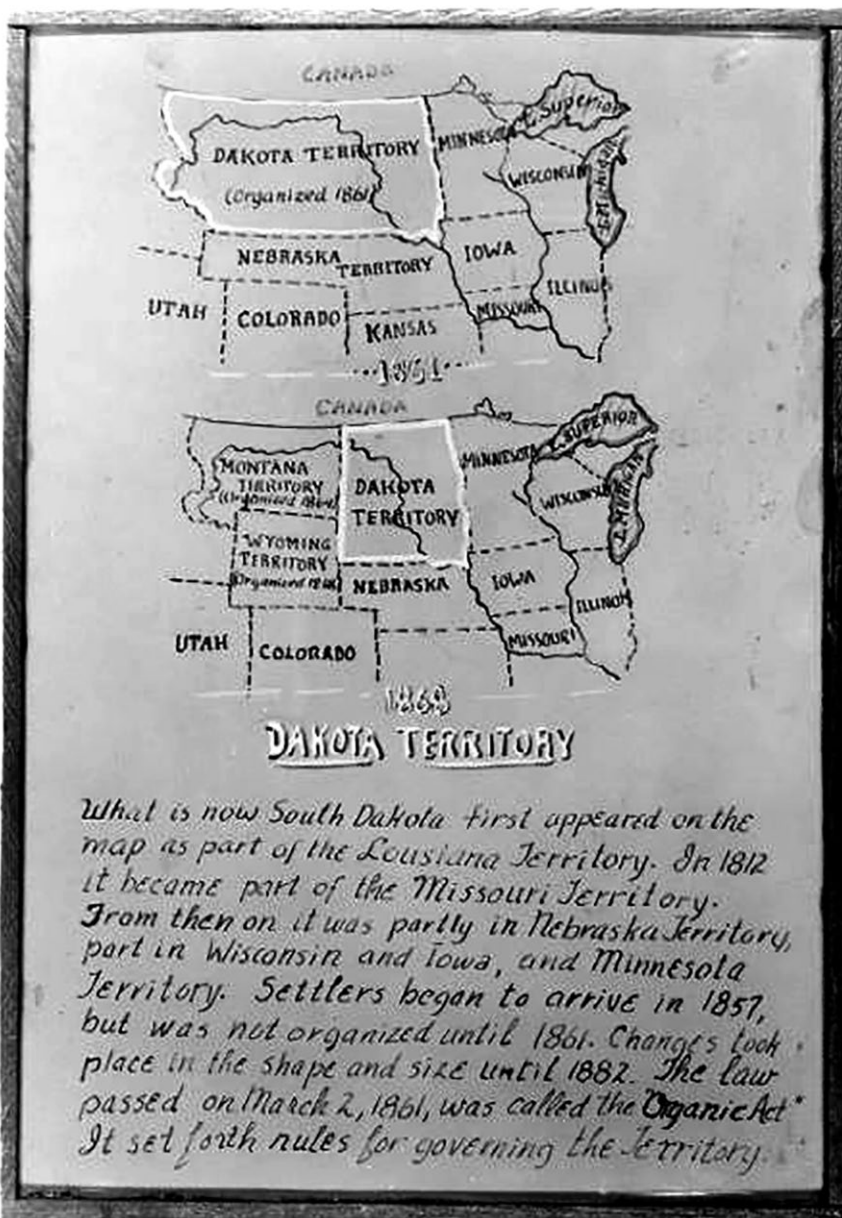 CANADA
DAKOTA TERRITORY
(Organized 1861)
MINNESOTA
L. Superior
WISCONSIN
NEBRASKA
TERRITORY
IOWA
ILLINOIS
UTAH
COLORADO
KANSAS
MISSOURI
1861
CANADA
MONTANA
TERRITORY
DAKOTA
TERRITORY
MINNESOTA
SUPERIOR
WISCONSIN
L. MICHIGAN
WYOMING
TERRITORY
NEBRASKA
IOWA
ILLINOIS
UTAH
COLORADO
MISSOURI
1868
DAKOTA TERRITORY
What is now South Dakota first appeared on the
map as part of the Lousiana Territory. In 1812
it became part of the Missouri Territory.
From then on it was partly in Nebraska Territory,
part in Wisconsin and Iowa, and Minnesota
Territory. Settlers began to arrive in 1857,
but was not organized until 1861. Changes took
place in the shape and size until 1882. The law
passed on March 2, 1861, was called the "Organic Act"
It set forth rules for governing the Territory.